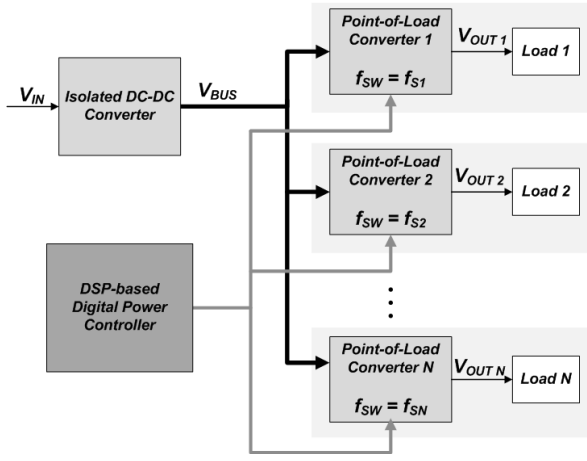 Point-of-Load
Converter 1
f_SW = f_S1
V_OUT 1
Load 1
V_IN
Isolated DC-DC
Converter
V_BUS
Point-of-Load
Converter 2
f_SW = f_S2
V_OUT 2
Load 2
DSP-based
Digital Power
Controller
Point-of-Load
Converter N
f_SW = f_SN
V_OUT N
Load N